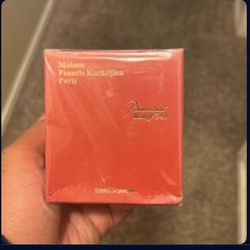 Maison
Francis Kurkdjian
Paris
Baccarat
Rouge 540
Extrait de parfum